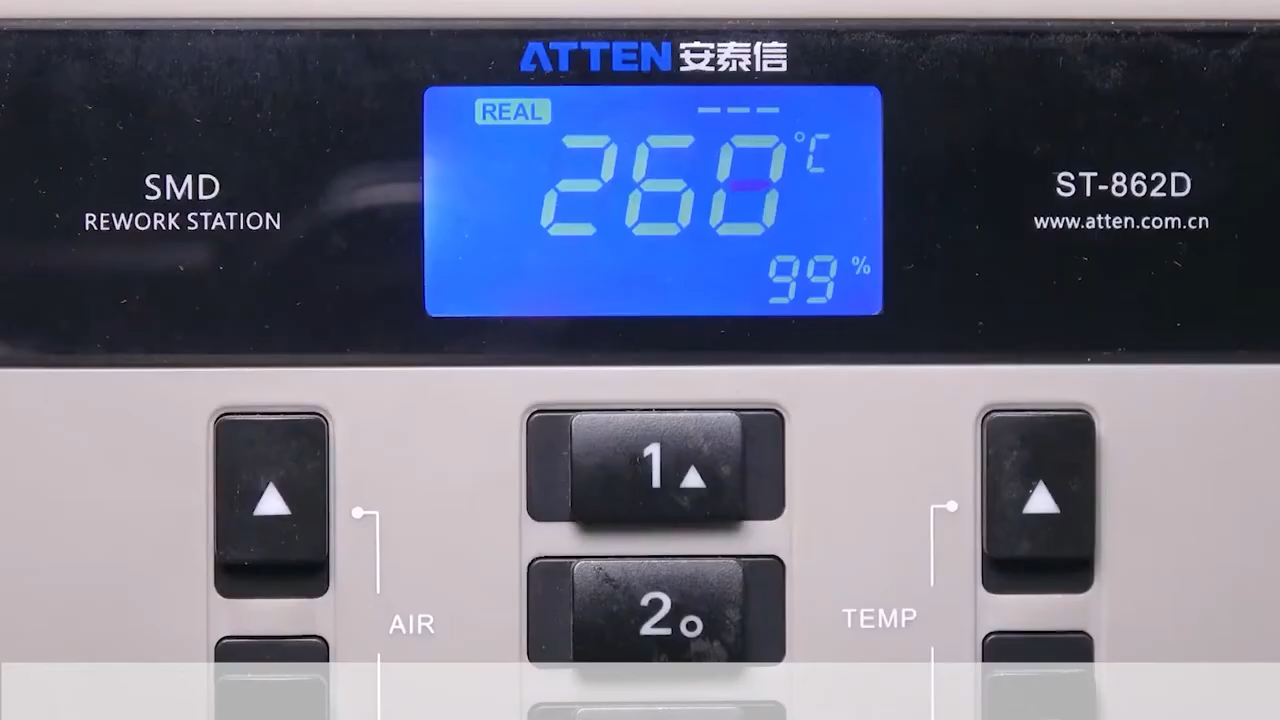 ATTEN 安泰信
REAL
---
260 °C
99 %
SMD
REWORK STATION
ST-862D
www.atten.com.cn
1
2
AIR
TEMP